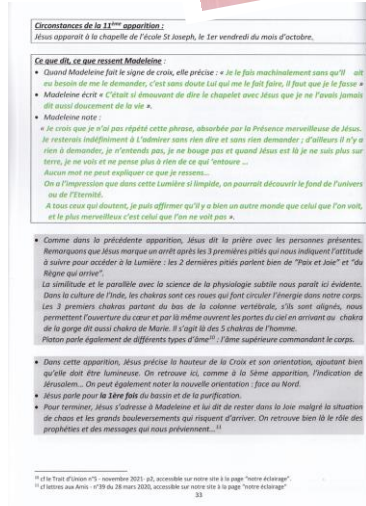 Circonstances de la 11ème apparition :
Jésus apparait à la chapelle de l'école St Joseph, le 1er vendredi du mois d'octobre.
Ce que dit, ce que ressent Madeleine :
• Quand Madeleine fait le signe de croix, elle précise : « Je le fais machinalement sans qu'Il ait
eu besoin de me le demander, c'est sans doute Lui qui me le fait faire, il faut que je le fasse »
• Madeleine écrit « C'était si émouvant de dire le chapelet avec Jésus que je ne l'avais jamais
dit aussi doucement de la vie ».
• Madeleine note :
« Je crois que je n'ai pas répété cette phrase, absorbée par la Présence merveilleuse de Jésus.
Je resterais indéfiniment à L'admirer sans rien dire et sans rien demander ; d'ailleurs il n'y a
rien à demander, je n'entends pas, je ne bouge pas et quand Jésus est là je ne suis plus sur
terre, je ne vois et ne pense plus à rien de ce qui 'entoure ...
Aucun mot ne peut expliquer ce que je ressens...
On a l'impression que dans cette Lumière si limpide, on pourrait découvrir le fond de l'univers
ou de l'Eternité.
A tous ceux qui doutent, je puis affirmer qu'il y a bien un autre monde que celui que l'on voit,
et le plus merveilleux c'est celui que l'on ne voit pas ».
• Comme dans la précédente apparition, Jésus dit la prière avec les personnes présentes.
Remarquons que Jésus marque un arrêt après les 3 premières pitiés qui nous indiquent l'attitude
à suivre pour accéder à la Lumière : les 2 dernières pitiés parlent bien de "Paix et Joie" et "du
Règne qui arrive".
La similitude et le parallèle avec la science de la physiologie subtile nous paraît ici évidente.
Dans la culture de l'Inde, les chakras sont ces roues qui font circuler l'énergie dans notre corps.
Les 3 premiers chakras partant du bas de la colonne vertébrale, s'ils sont alignés, nous
permettent l'ouverture du cœur et par là même ouvrent les portes du ciel en arrivant au chakra
de la gorge dit aussi chakra de Marie. Il s'agit là des 5 chakras de l'homme.
Platon parle également de différents types d'âme¹⁰ : l'âme supérieure commandant le corps.
• Dans cette apparition, Jésus précise la hauteur de la Croix et son orientation, ajoutant bien
qu'elle doit être lumineuse. On retrouve ici, comme à la 5ème apparition, l'indication de
Jérusalem... On peut également noter la nouvelle orientation : face au Nord.
• Jésus parle pour la 1ère fois du bassin et de la purification.
• Pour terminer, Jésus s'adresse à Madeleine et lui dit de rester dans la Joie malgré la situation
de chaos et les grands bouleversements qui risquent d'arriver. On retrouve bien là le rôle des
prophéties et des messages qui nous préviennent...¹¹
¹⁰ cf le Trait d'Union n°5 - novembre 2021- p2, accessible sur notre site à la page "notre éclairage".
¹¹ cf lettres aux Amis - n°39 du 28 mars 2020, accessible sur notre site à la page "notre éclairage"
33